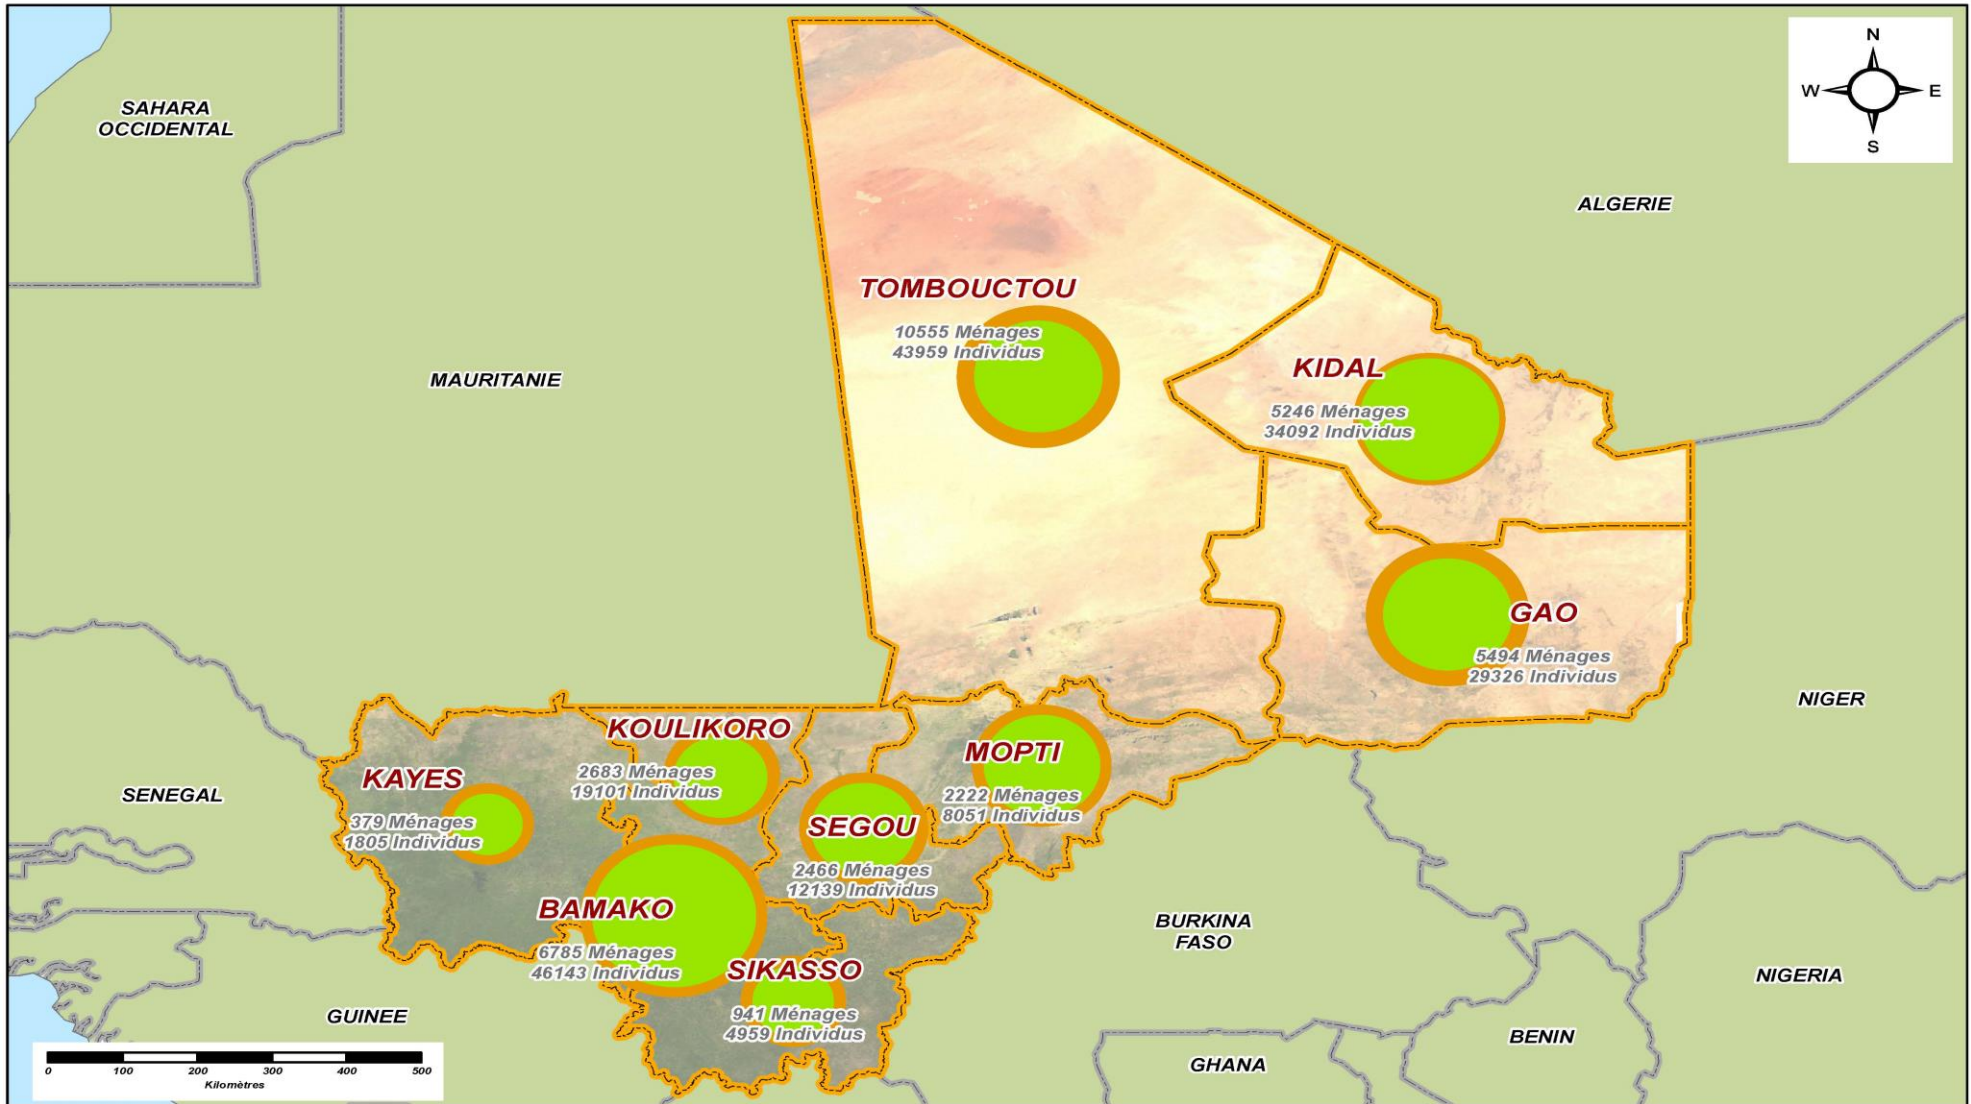 N
W E
S
SAHARA
OCCIDENTAL
ALGERIE
TOMBOUCTOU
10555 Ménages
43959 Individus
MAURITANIE
KIDAL
5246 Ménages
34092 Individus
GAO
5494 Ménages
29326 Individus
NIGER
KOULIKORO
2683 Ménages
19101 Individus
MOPTI
2222 Ménages
8051 Individus
KAYES
379 Ménages
1805 Individus
SENEGAL
SEGOU
2466 Ménages
12139 Individus
BAMAKO
6785 Ménages
46143 Individus
BURKINA
FASO
SIKASSO
941 Ménages
4959 Individus
NIGERIA
GUINEE
BENIN
GHANA
0 100 200 300 400 500
Kilomètres